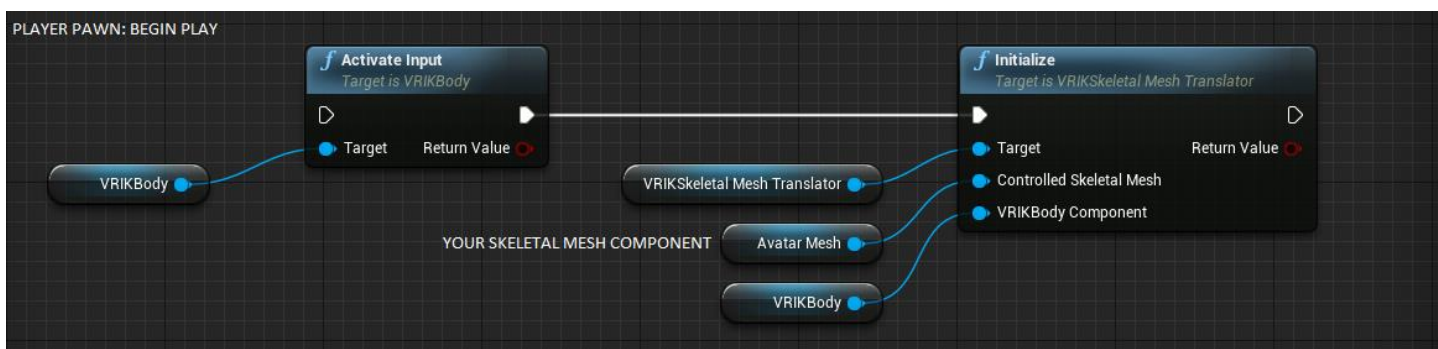 PLAYER PAWN: BEGIN PLAY
f Activate Input
Target is VRIKBody
Target Return Value
VRIKBody
f Initialize
Target is VRIKSkeletal Mesh Translator
Target Return Value
Controlled Skeletal Mesh
VRIKBody Component
VRIKSkeletal Mesh Translator
YOUR SKELETAL MESH COMPONENT Avatar Mesh
VRIKBody